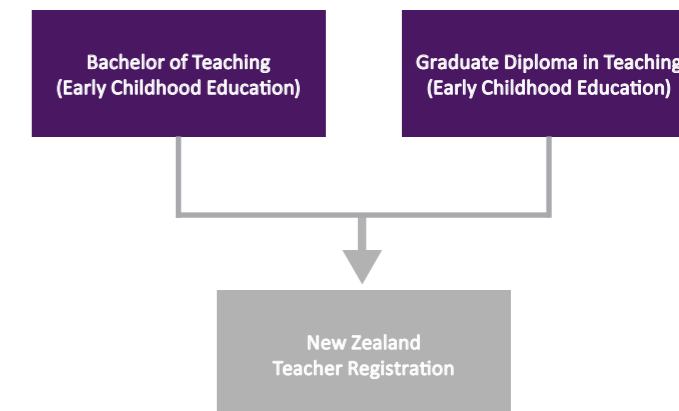 Bachelor of Teaching
(Early Childhood Education)
Graduate Diploma in Teaching
(Early Childhood Education)
New Zealand
Teacher Registration